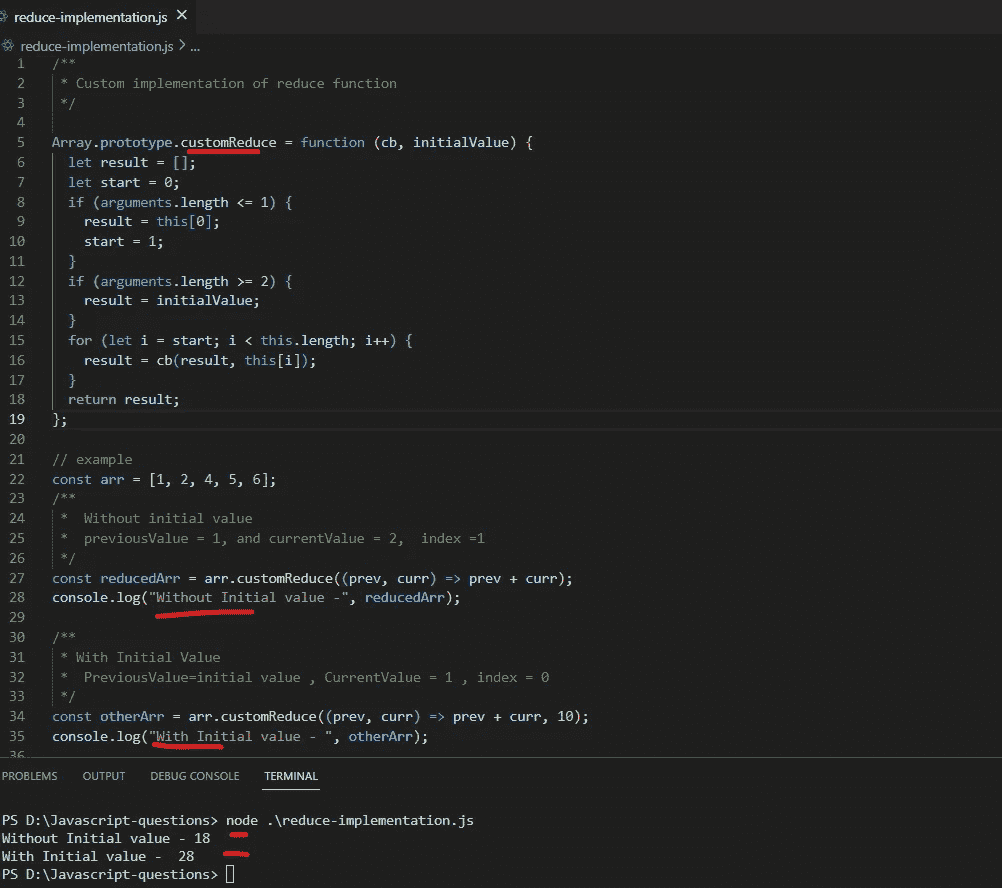 reduce-implementation.js ×
reduce-implementation.js > ...
1 /**
2  * Custom implementation of reduce function
3  */
4
5 Array.prototype.customReduce = function (cb, initialValue) {
6   let result = [];
7   let start = 0;
8   if (arguments.length <= 1) {
9     result = this[0];
10     start = 1;
11   }
12   if (arguments.length >= 2) {
13     result = initialValue;
14   }
15   for (let i = start; i < this.length; i++) {
16     result = cb(result, this[i]);
17   }
18   return result;
19 };
20
21 // example
22 const arr = [1, 2, 4, 5, 6];
23 /**
24  *  Without initial value
25  *  previousValue = 1, and currentValue = 2,  index =1
26  */
27 const reducedArr = arr.customReduce((prev, curr) => prev + curr);
28 console.log("Without Initial value -", reducedArr);
29
30 /**
31  * With Initial Value
32  *  PreviousValue=initial value , CurrentValue = 1 , index = 0
33  */
34 const otherArr = arr.customReduce((prev, curr) => prev + curr, 10);
35 console.log("With Initial value - ", otherArr);
36
PROBLEMS OUTPUT DEBUG CONSOLE TERMINAL
PS D:\Javascript-questions> node .\reduce-implementation.js
Without Initial value - 18
With Initial value -  28
PS D:\Javascript-questions>